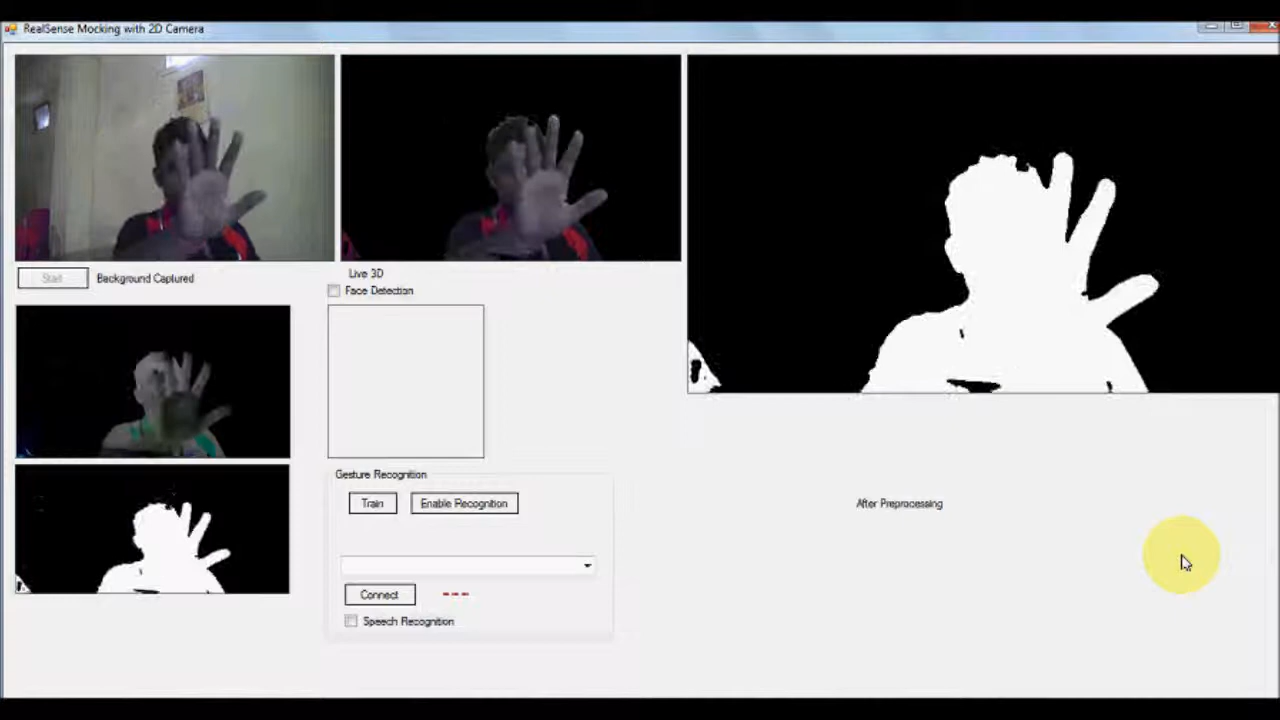 RealSense Mocking with 2D Camera
Start
Background Captured
Live 3D
Face Detection
Gesture Recognition
Train
Enable Recognition
After Preprocessing
Connect
---
Speech Recognition